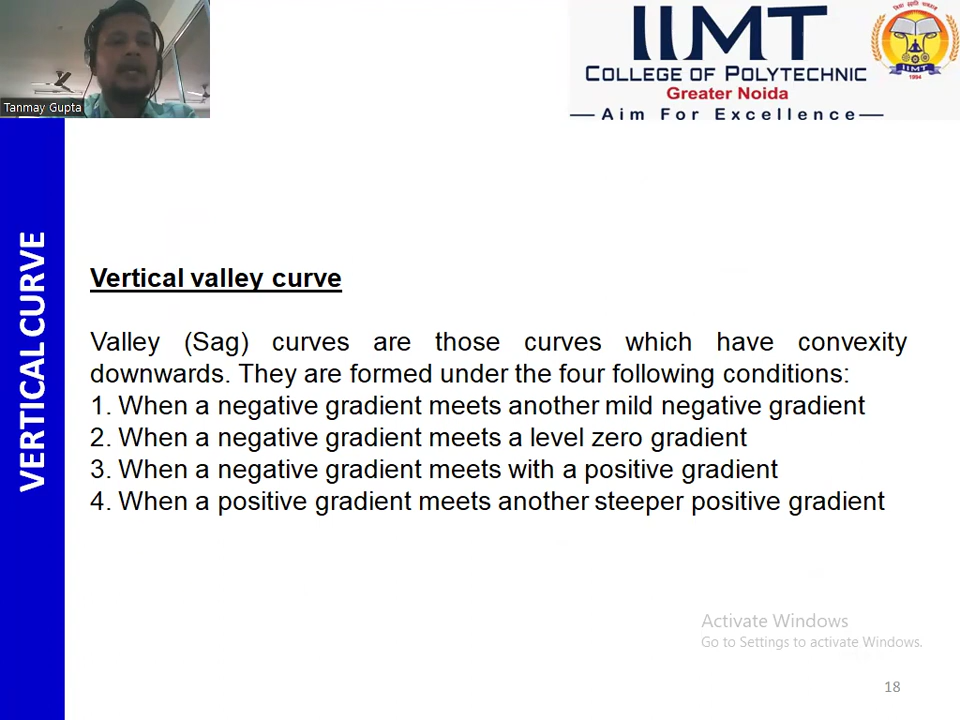 Tanmay Gupta
IIMT
COLLEGE OF POLYTECHNIC
Greater Noida
Aim For Excellence
IIMT
1994
VERTICAL CURVE
Vertical valley curve
Valley (Sag) curves are those curves which have convexity
downwards. They are formed under the four following conditions:
1. When a negative gradient meets another mild negative gradient
2. When a negative gradient meets a level zero gradient
3. When a negative gradient meets with a positive gradient
4. When a positive gradient meets another steeper positive gradient
Activate Windows
Go to Settings to activate Windows.
18